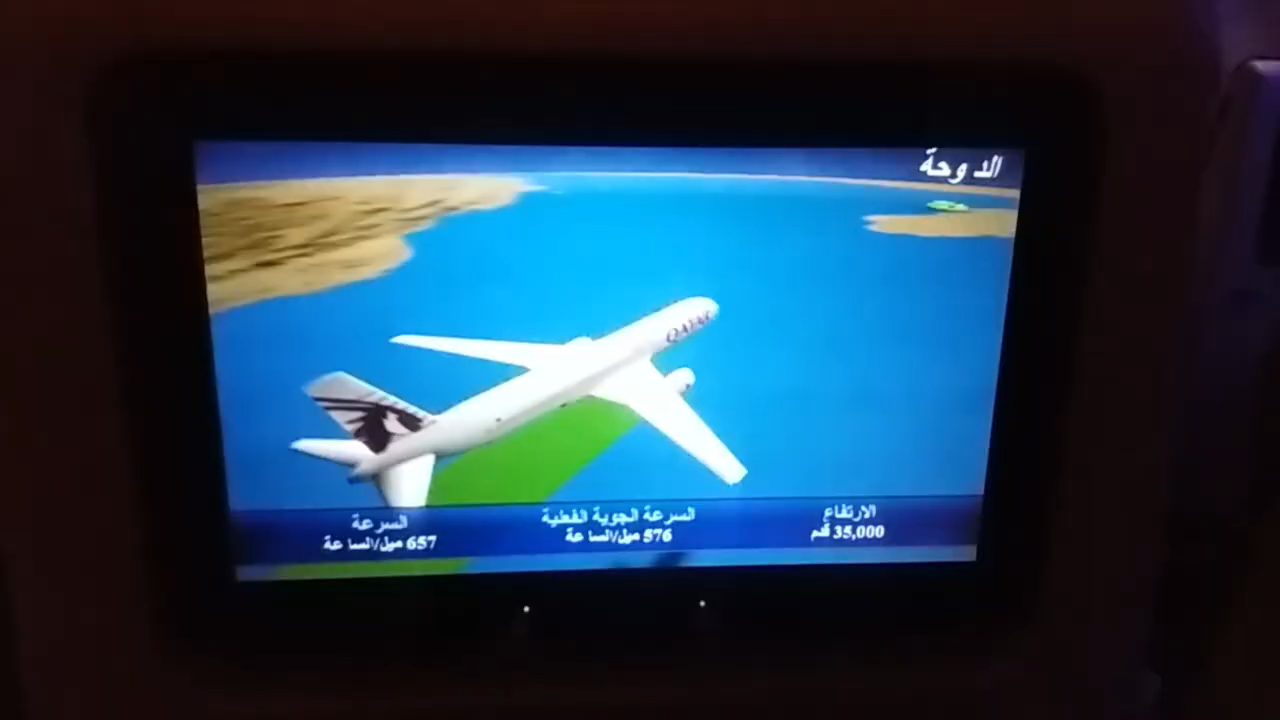 الدوحة
QATAR
الارتفاع
35,000 قدم
السرعة الجوية الفعلية
576 ميل/الساعة
السرعة
657 ميل/الساعة